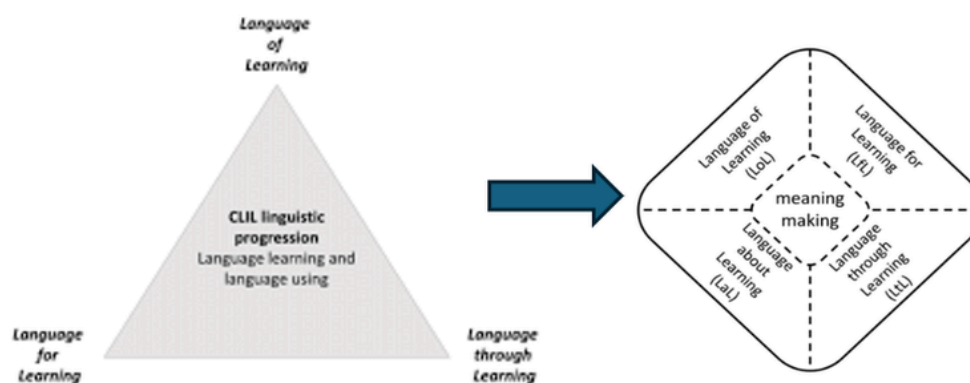 Language
of
Learning
CLIL linguistic
progression
Language learning and
language using
Language
for
Learning
Language
through
Learning
Language of
Learning
(LoL)
Language for
Learning
(LfL)
meaning
making
Language
about
Learning
(LaL)
Language
through
Learning
(LtL)